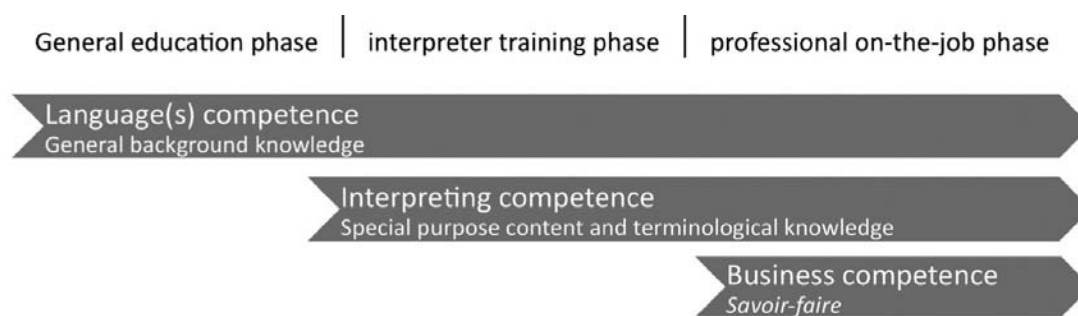 General education phase | interpreter training phase | professional on-the-job phase
Language(s) competence
General background knowledge
Interpreting competence
Special purpose content and terminological knowledge
Business competence
Savoir-faire